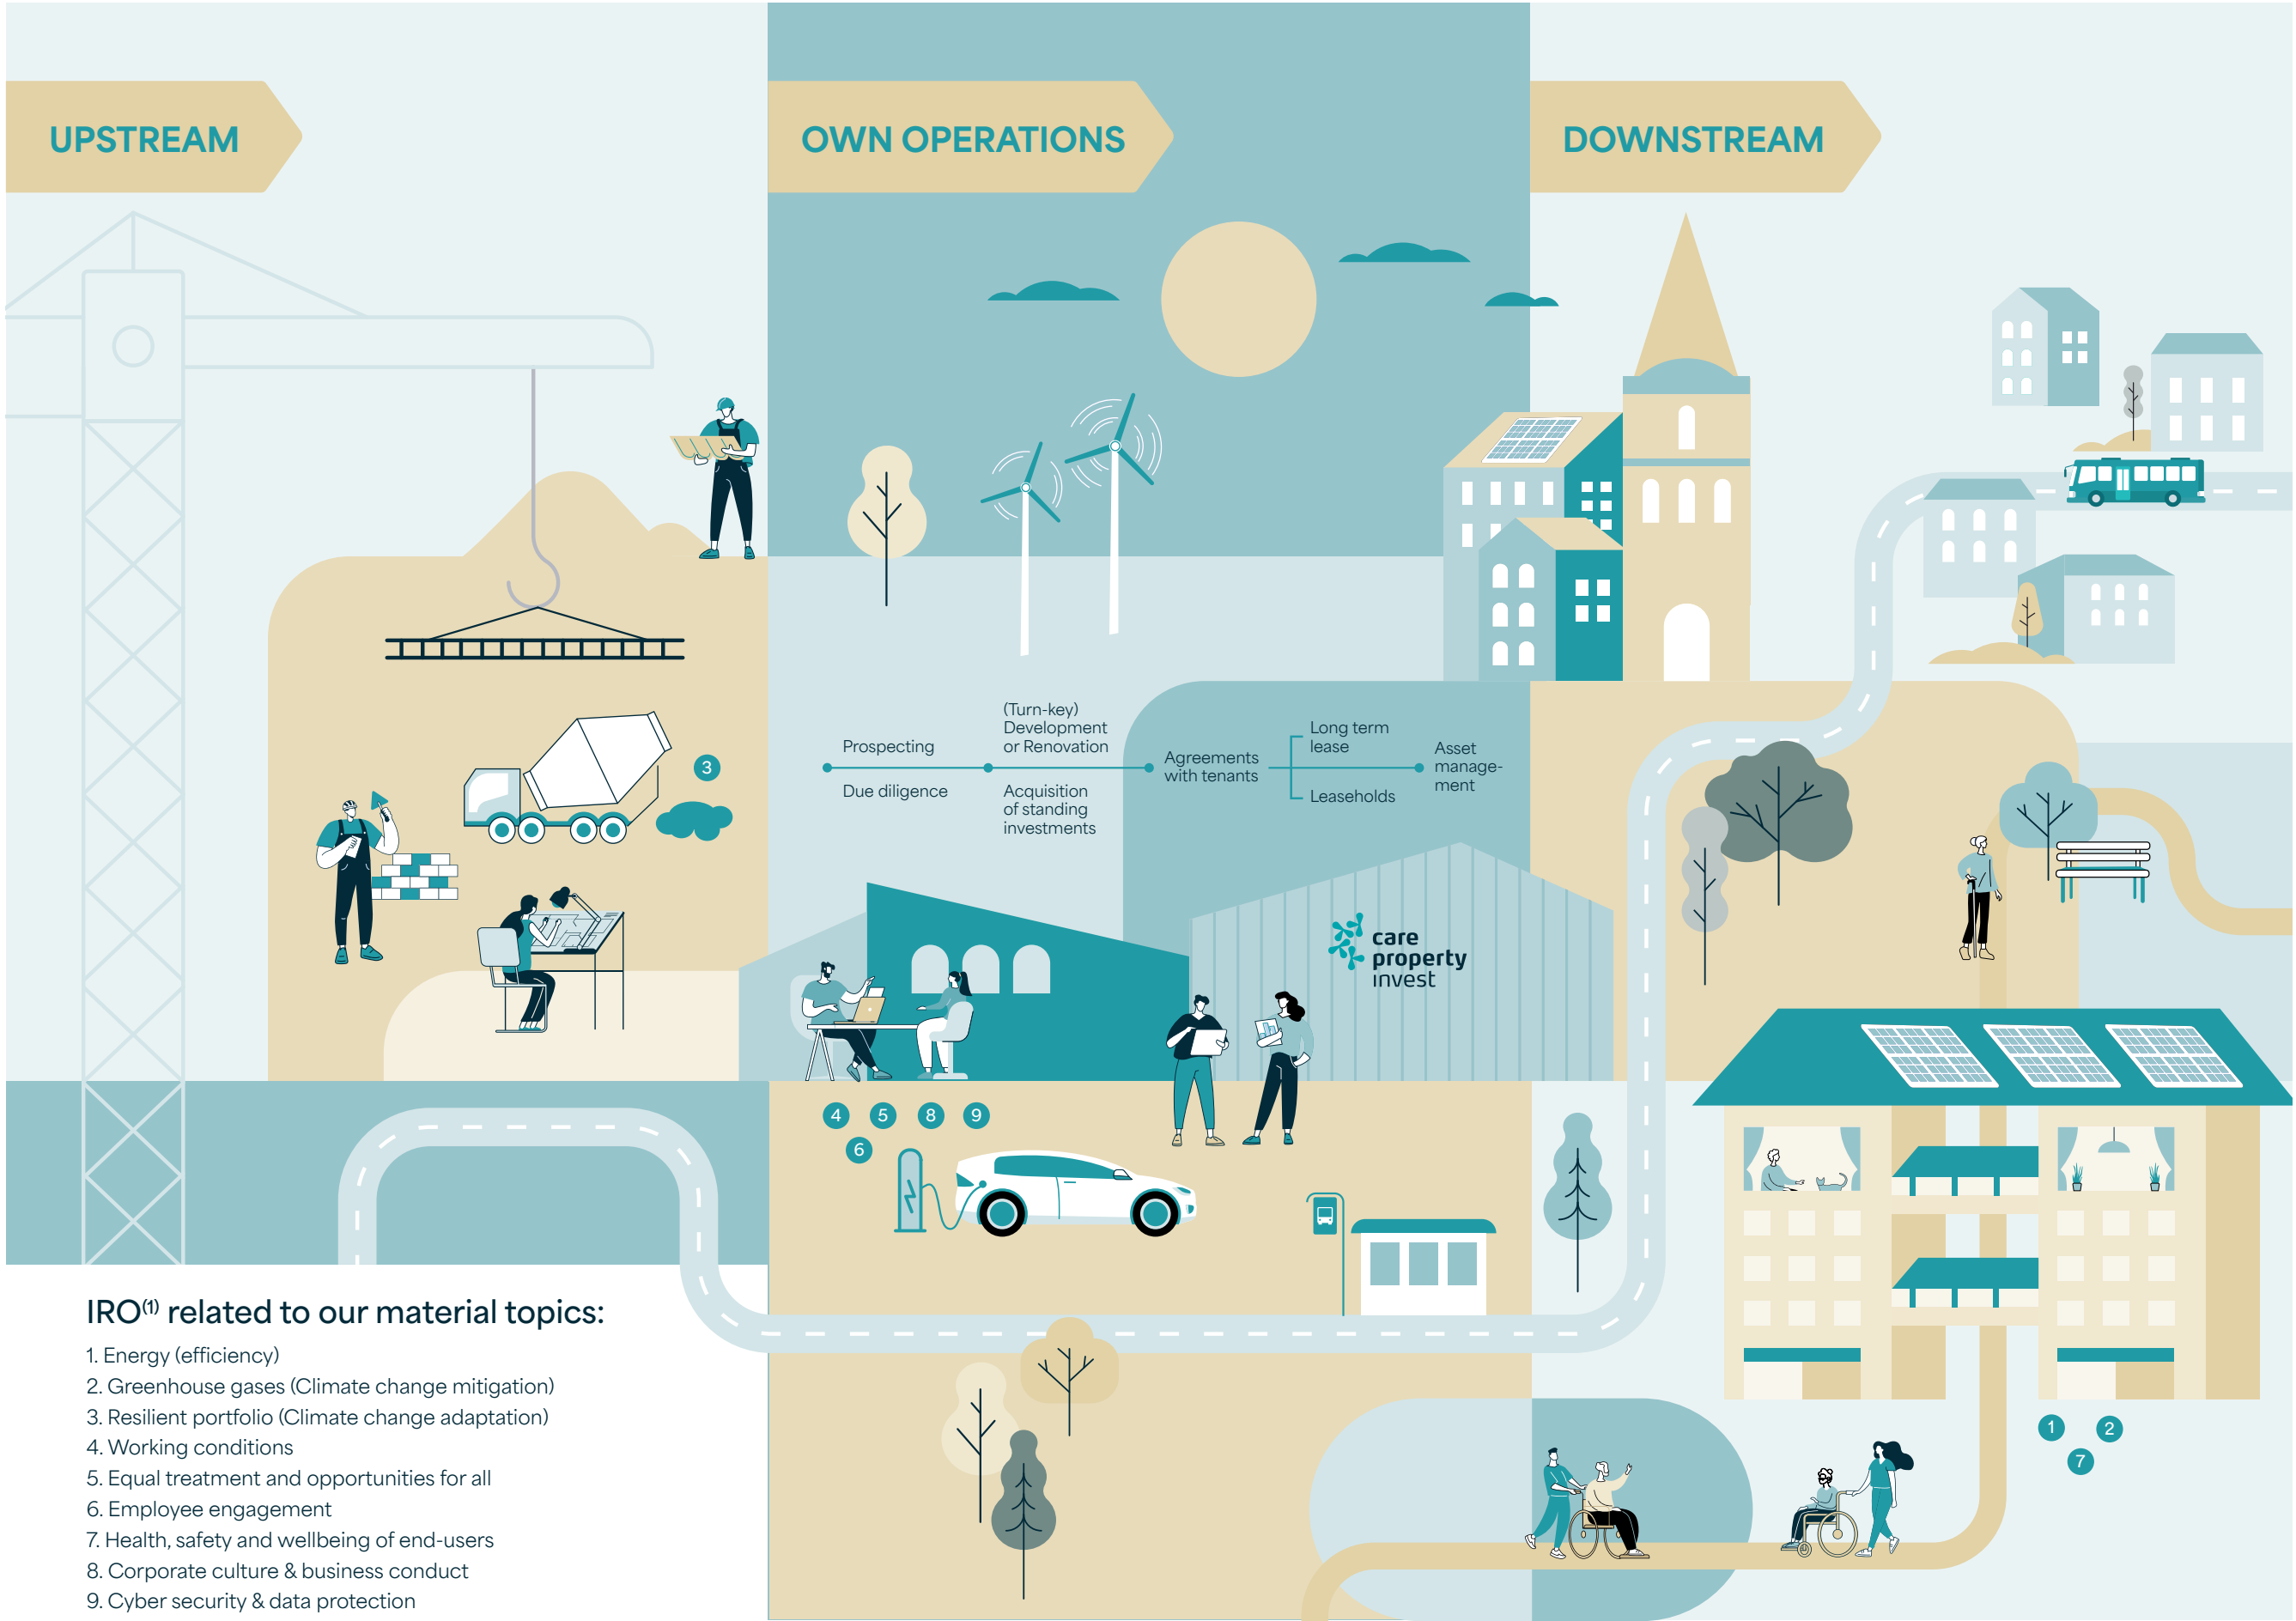 UPSTREAM
OWN OPERATIONS
DOWNSTREAM
Prospecting
Due diligence
(Turn-key)
Development
or Renovation
Acquisition
of standing
investments
Agreements
with tenants
Long term
lease
Leaseholds
Asset
manage-
ment
3
care
property
invest
4
5
8
9
6
1
2
7
IRO(1) related to our material topics:
1. Energy (efficiency)
2. Greenhouse gases (Climate change mitigation)
3. Resilient portfolio (Climate change adaptation)
4. Working conditions
5. Equal treatment and opportunities for all
6. Employee engagement
7. Health, safety and wellbeing of end-users
8. Corporate culture & business conduct
9. Cyber security & data protection